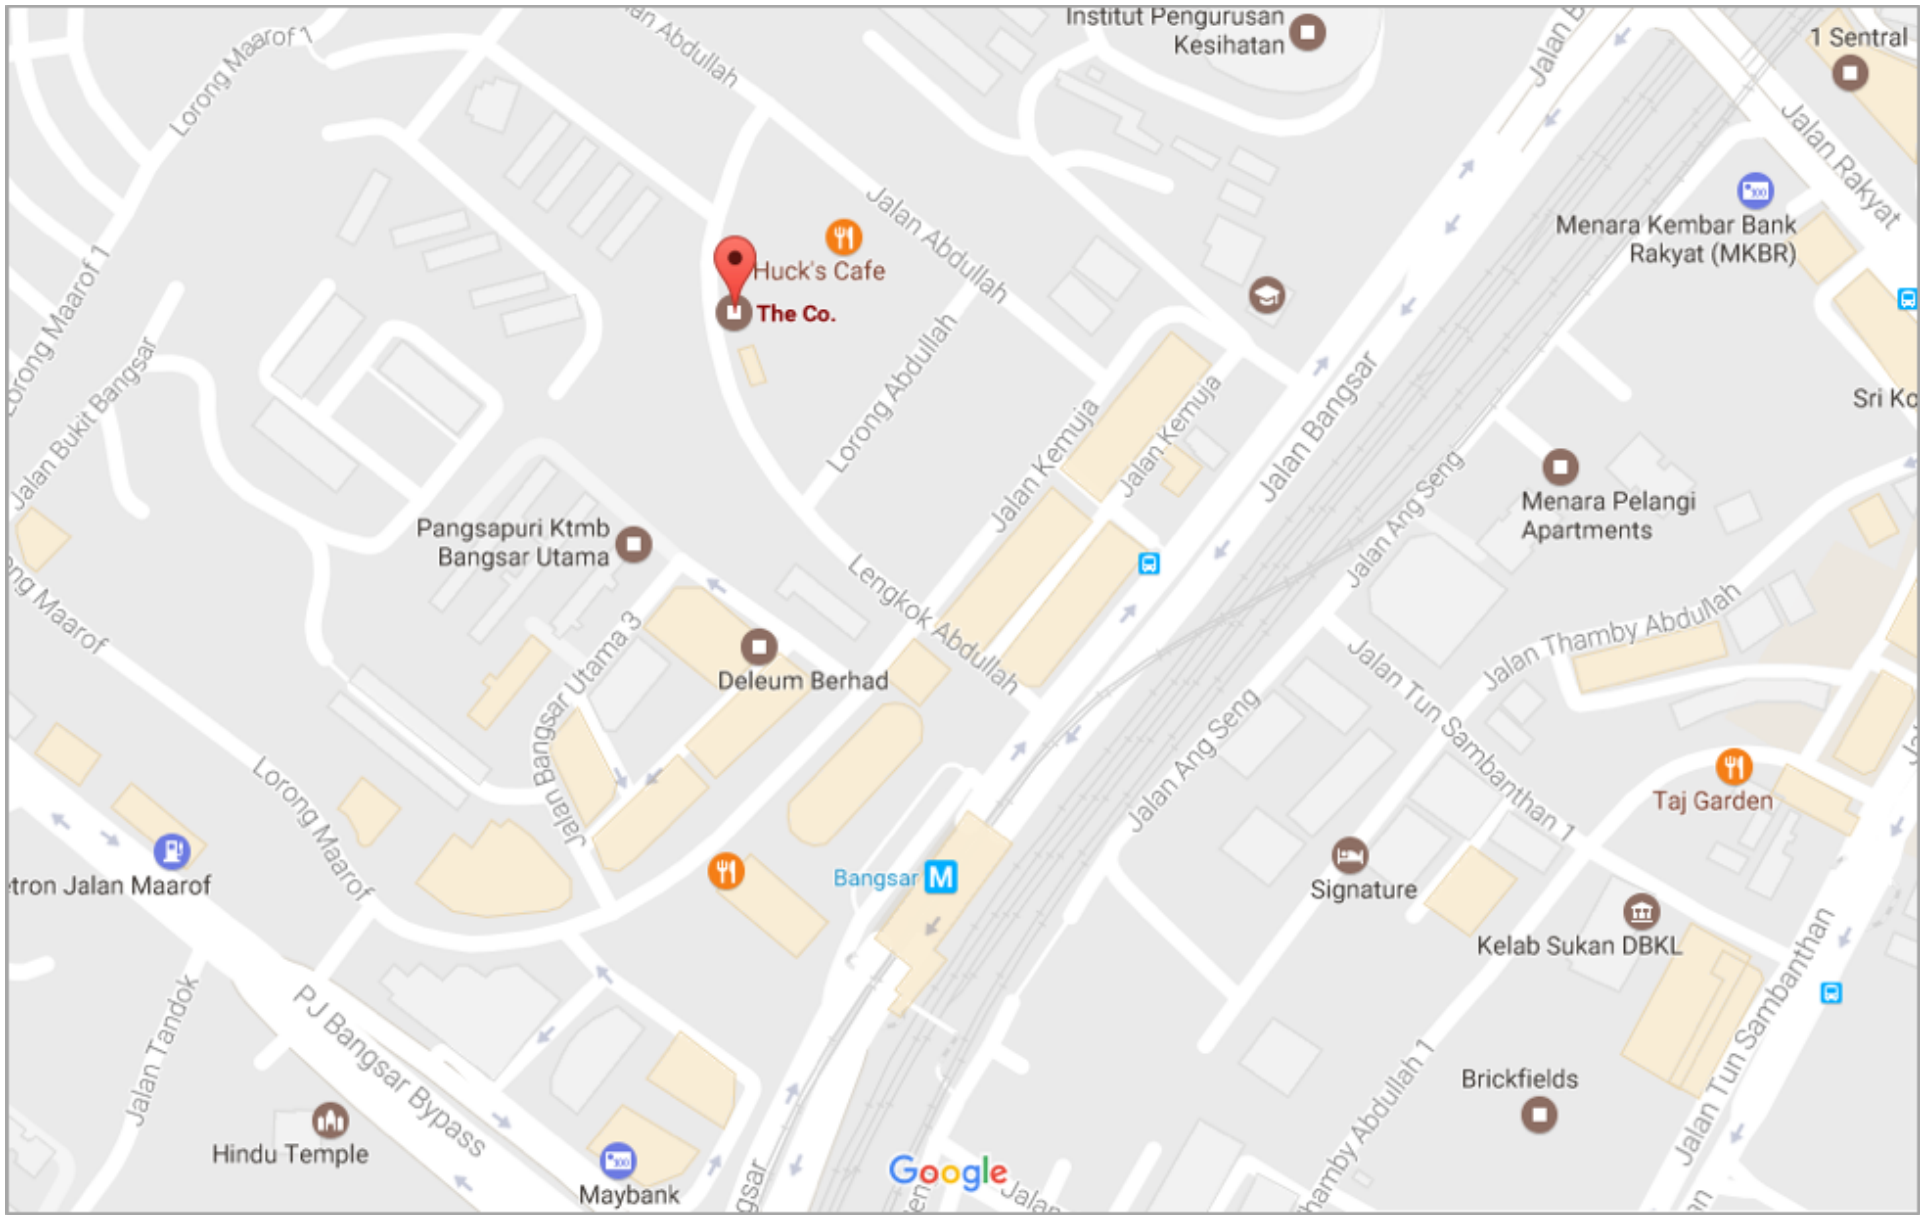 Institut Pengurusan
Kesihatan
1 Sentral
Lorong Maarof 1
Jalan Abdullah
Jalan Rakyat
Menara Kembar Bank
Rakyat (MKBR)
Huck's Cafe
The Co.
Jalan Abdullah
Lorong Maarof 1
Lorong Abdullah
Jalan Bukit Bangsar
Jalan Kemuja
Jalan Kemuja
Jalan Bangsar
Jalan Ang Seng
Menara Pelangi
Apartments
Pangsapuri Ktmb
Bangsar Utama
Lengkok Abdullah
Jalan Thamby Abdullah
Deleum Berhad
Jalan Bangsar Utama 3
Jalan
Jalan Tun Sambanthan 1
Jalan Ang Seng
Lorong Maarof
Taj Garden
etron Jalan Maarof
Bangsar
M
Signature
Kelab Sukan DBKL
Jalan Tun Sambanthan
Jalan Tandok
PJ Bangsar Bypass
Brickfields
hamby Abdullah 1
Hindu Temple
Maybank
gsar
Google
Jalan